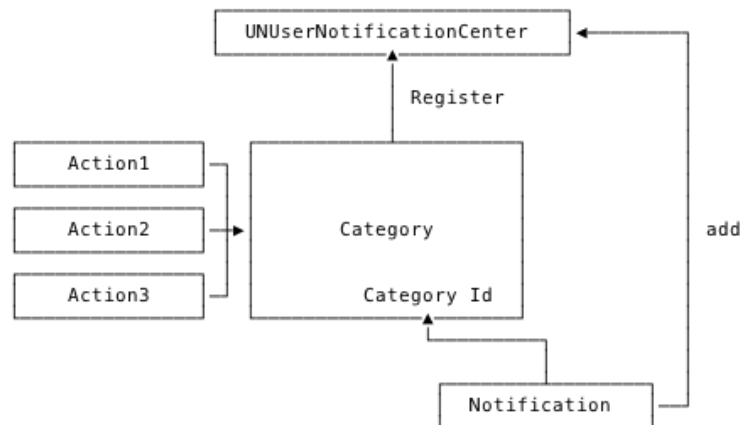 UNUserNotificationCenter
Register
Action1
Action2
Category
add
Action3
Category Id
Notification